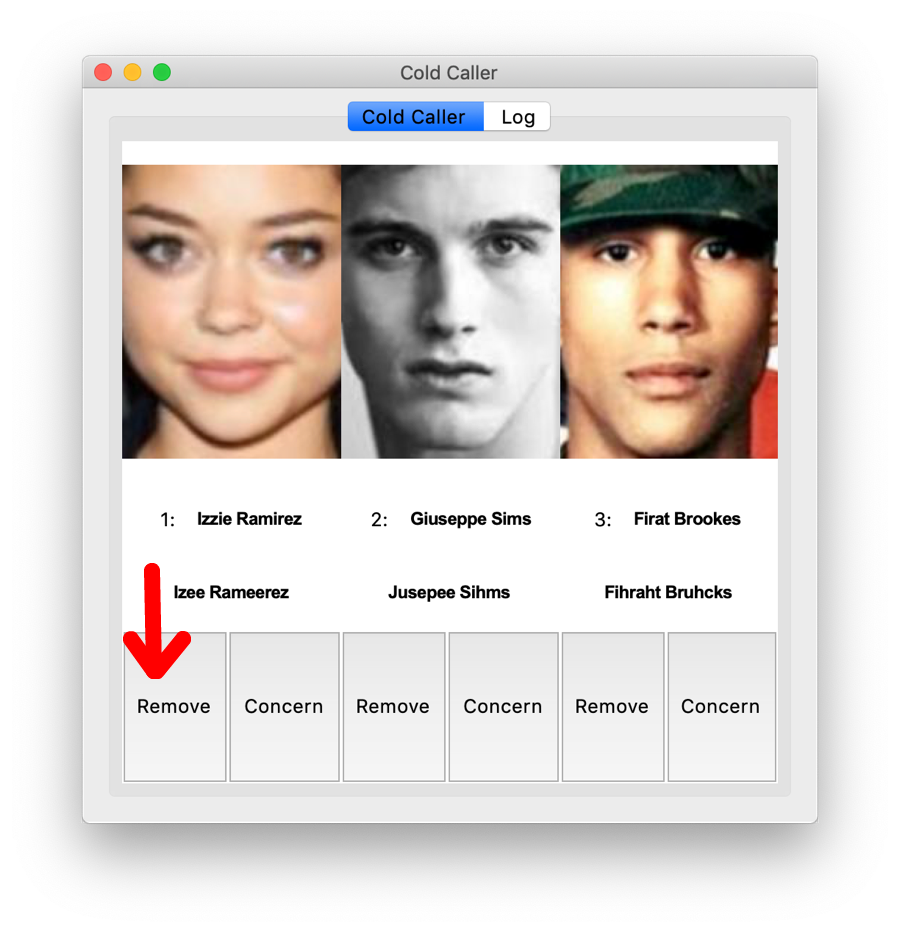 Cold Caller
Cold Caller Log
1: Izzie Ramirez 2: Giuseppe Sims 3: Firat Brookes
Izee Rameerez Jusepee Sihms Fihraht Bruhcks
Remove Concern Remove Concern Remove Concern